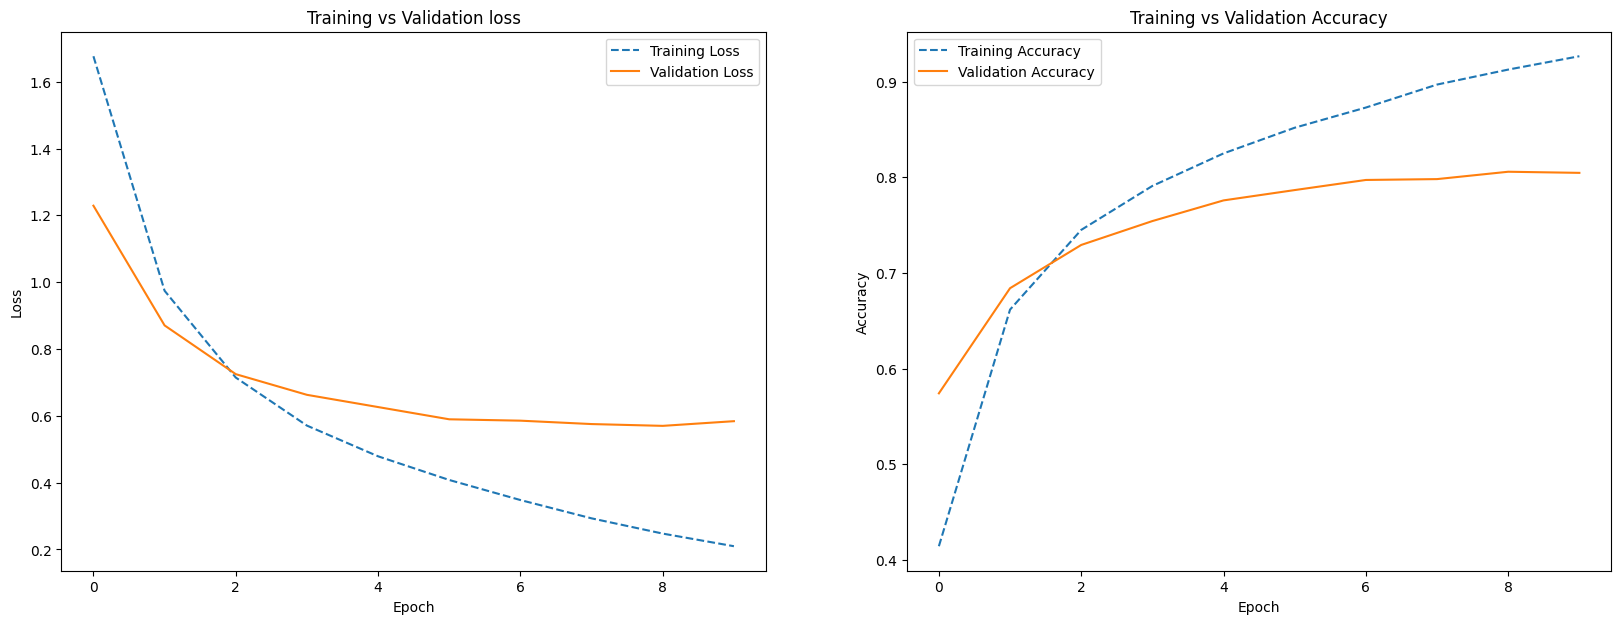 Training vs Validation loss
Training Loss
Validation Loss
1.6
1.4
1.2
1.0
0.8
0.6
0.4
0.2
Loss
0 2 4 6 8
Epoch
Training vs Validation Accuracy
Training Accuracy
Validation Accuracy
0.9
0.8
0.7
0.6
0.5
0.4
Accuracy
0 2 4 6 8
Epoch